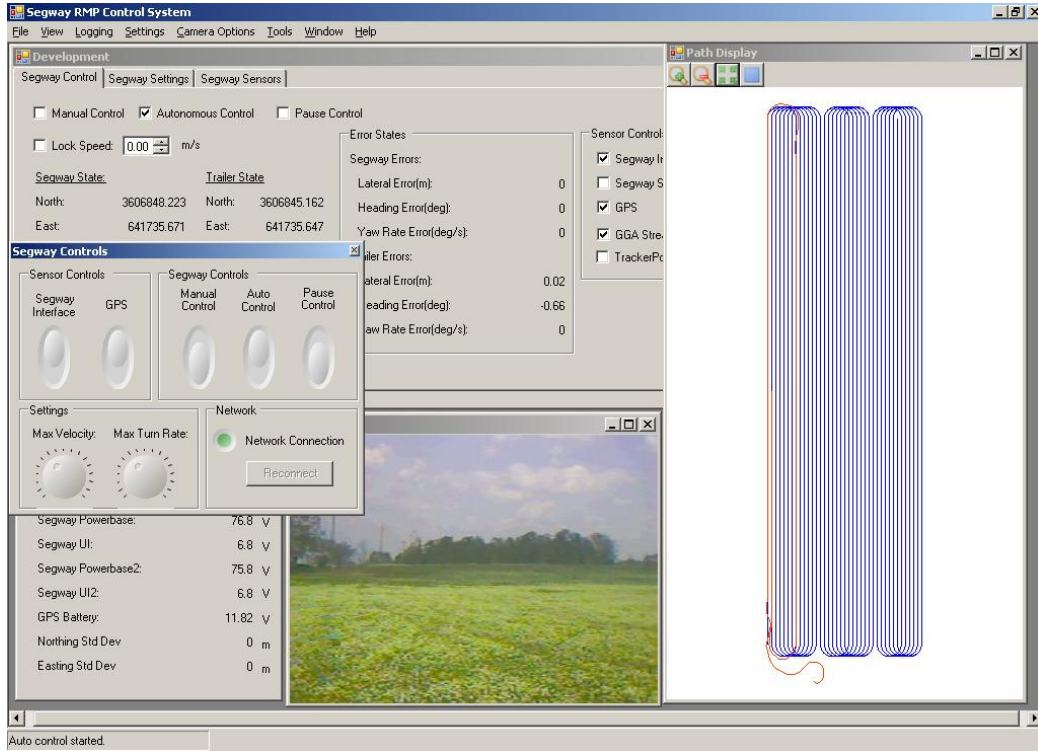 Segway RMP Control System
File View Logging Settings Camera Options Tools Window Help
Development
Segway Control Segway Settings Segway Sensors
Manual Control Autonomous Control Pause Control
Lock Speed: 0.00 m/s
Segway State: Trailer State
North: 3606848.223 North: 3606845.162
East: 641735.671 East: 641735.647
Error States
Segway Errors:
Lateral Error(m): 0
Heading Error(deg): 0
Yaw Rate Error(deg/s): 0
Errors:
Error(m): 0.02
Error(deg): -0.66
Rate Error(deg/s): 0
Sensor Control
Segway
Segway
GPS
GGA
Segway Controls
Sensor Controls
Segway Interface
GPS
Segway Controls
Manual Control
Auto Control
Pause Control
Settings
Max Velocity: Max Turn Rate:
Network
Network Connection
Reconnect
Segway Powerbase: 76.8 V
Segway UI: 6.8 V
Segway Powerbase2: 75.8 V
Segway UI2: 6.8 V
GPS Battery: 11.82 V
Northing Std Dev 0 m
Easting Std Dev 0 m
Path Display
Auto control started.